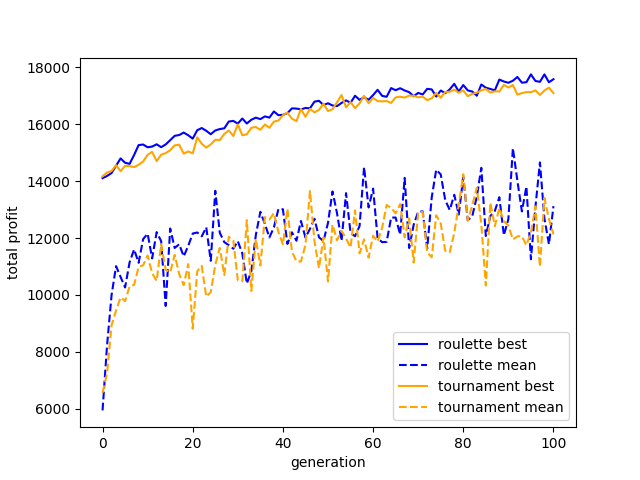 18000
16000
14000
12000
10000
8000
6000
total profit
0 20 40 60 80 100
generation
roulette best
roulette mean
tournament best
tournament mean